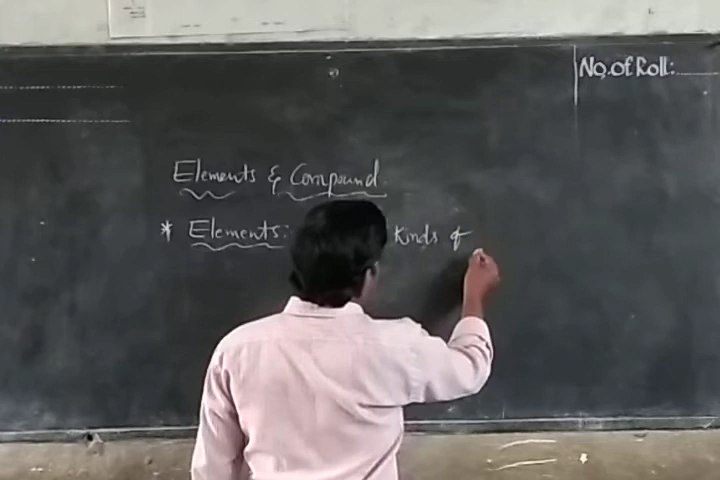 No. of Roll:
Elements & Compound
* Elements: Kinds of